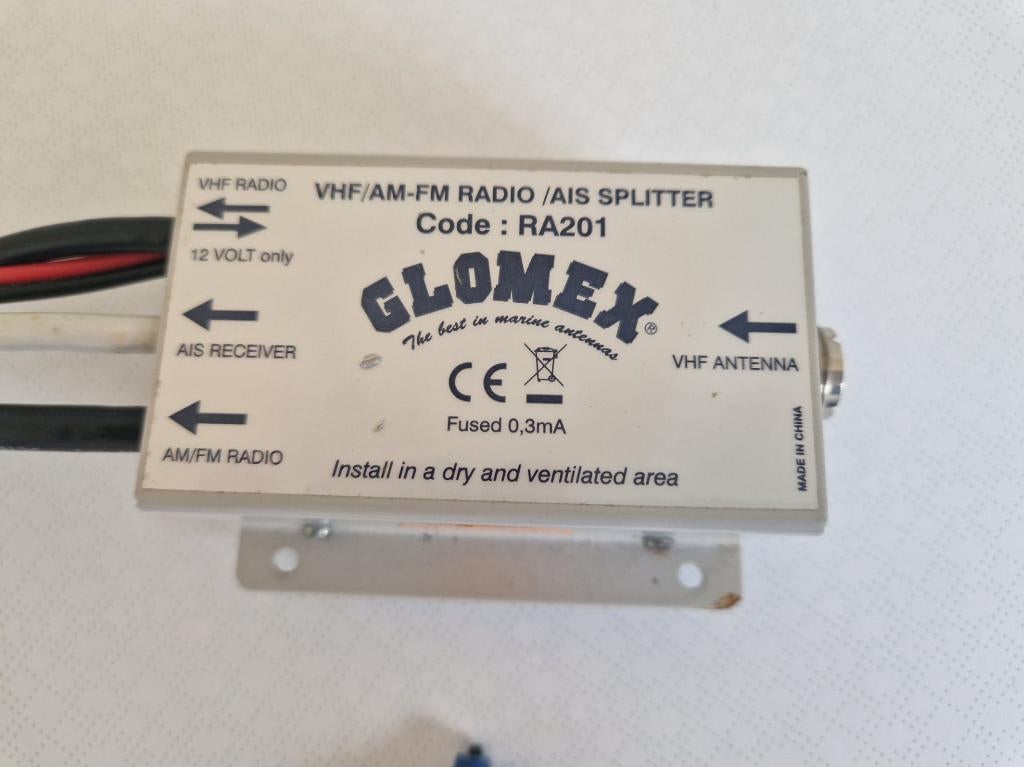 VHF RADIO
12 VOLT only
AIS RECEIVER
AM/FM RADIO
VHF/AM-FM RADIO /AIS SPLITTER
Code : RA201
GLOMEX®
The best in marine antennas
CE
Fused 0,3mA
Install in a dry and ventilated area
VHF ANTENNA
MADE IN CHINA